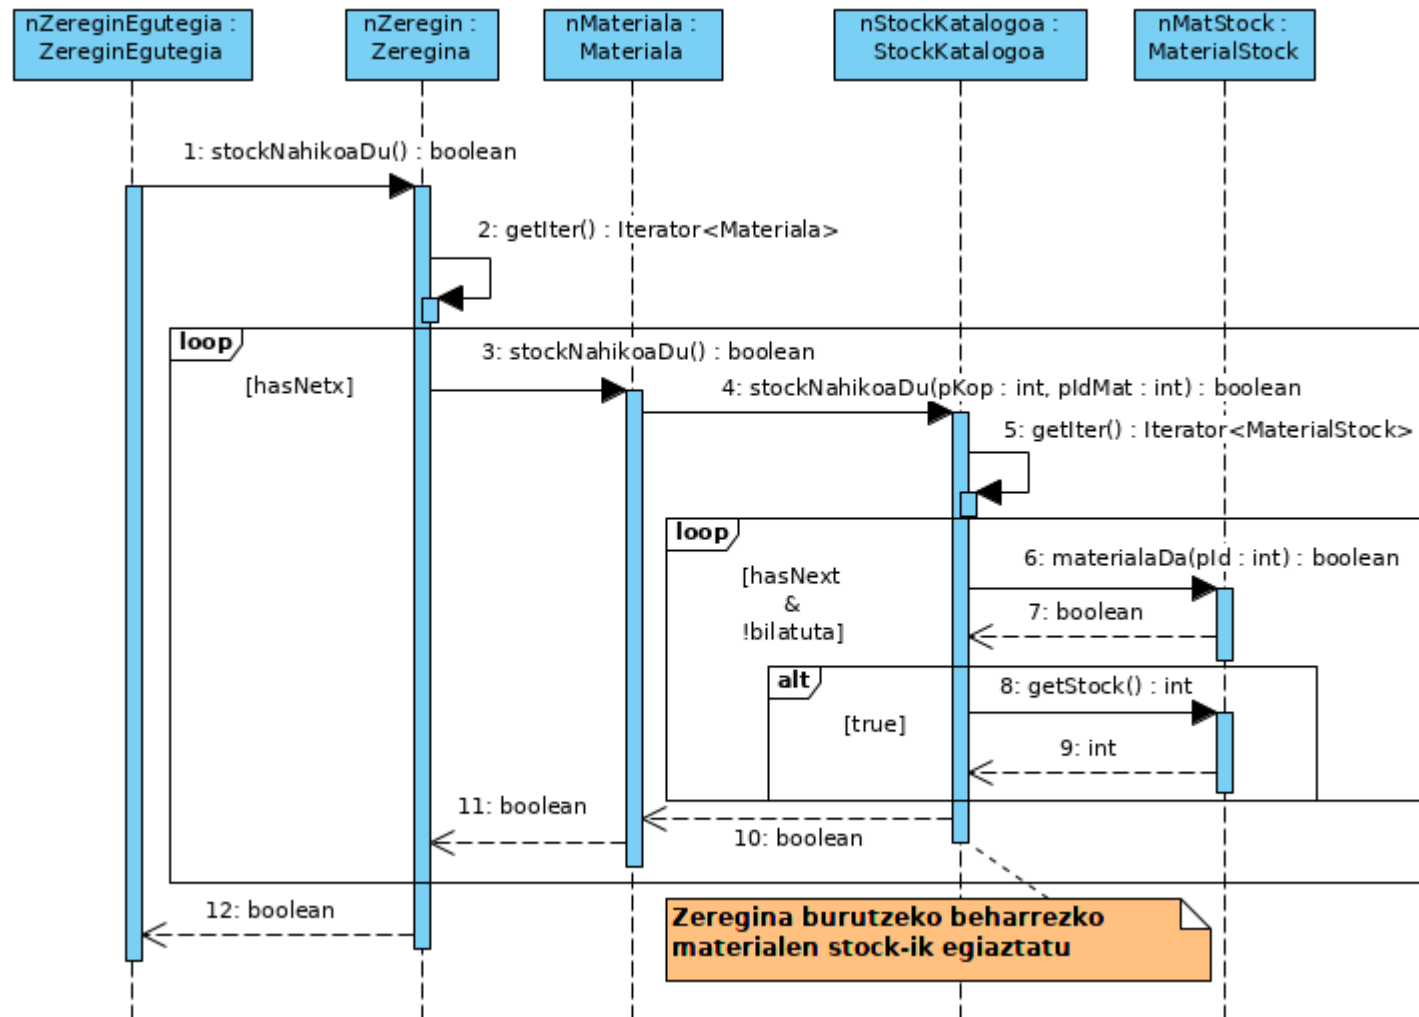 nZereginEgutegia :
ZereginEgutegia
nZeregin :
Zeregina
nMateriala :
Materiala
nStockKatalogoa :
StockKatalogoa
nMatStock :
MaterialStock
1: stockNahikoaDu() : boolean
2: getIter() : Iterator<Materiala>
loop
[hasNetx]
3: stockNahikoaDu() : boolean
4: stockNahikoaDu(pKop : int, pIdMat : int) : boolean
5: getIter() : Iterator<MaterialStock>
loop
[hasNext
&
!bilatuta]
6: materialaDa(pId : int) : boolean
7: boolean
alt
[true]
8: getStock() : int
9: int
10: boolean
11: boolean
12: boolean
Zeregina burutzeko beharrezko
materialen stock-ik egiaztatu